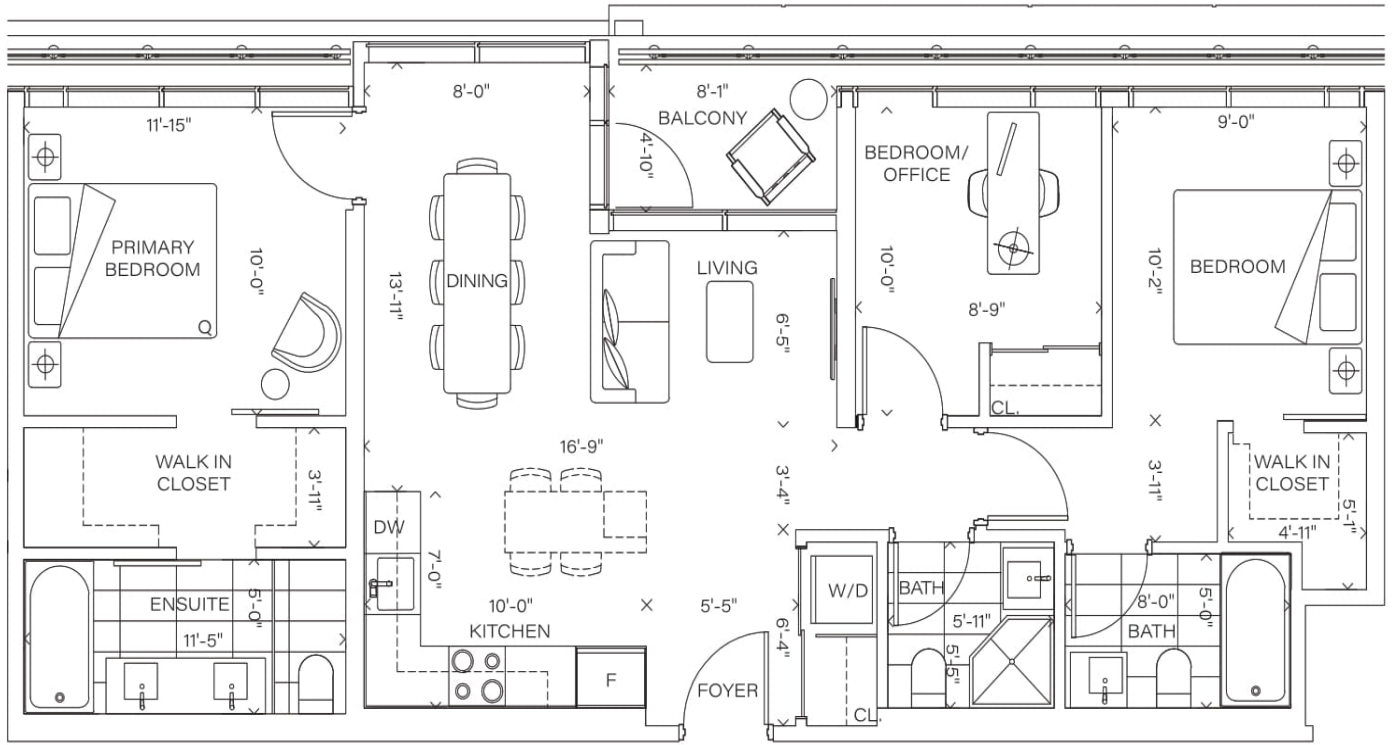 8'-0"
8'-1"
BALCONY
4'-10"
11'-15"
BEDROOM/
OFFICE
9'-0"
PRIMARY
BEDROOM
10'-0"
Q
13'-11"
DINING
LIVING
6'-5"
10'-0"
8'-9"
10'-2"
BEDROOM
CL.
WALK IN
CLOSET
3'-11"
16'-9"
3'-4"
3'-11"
WALK IN
CLOSET
5'-1"
4'-11"
DW
7'-0"
10'-0"
KITCHEN
5'-5"
6'-4"
W/D
BATH
5'-11"
5'-5"
8'-0"
5'-0"
BATH
ENSUITE
5'-0"
11'-5"
F
FOYER
CL.